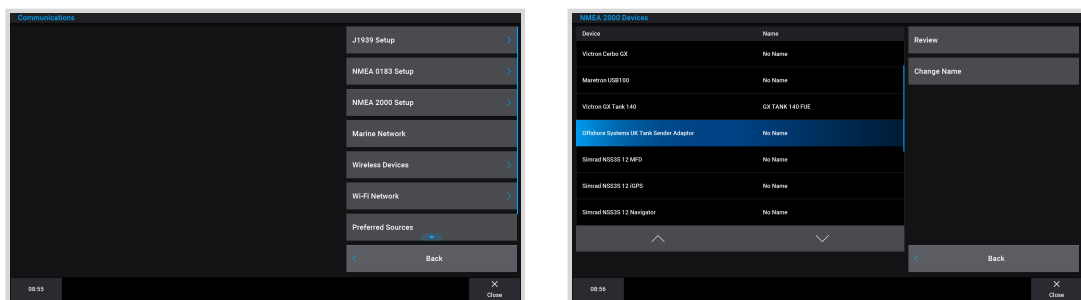 Communications
J1939 Setup
NMEA 0183 Setup
NMEA 2000 Setup
Marine Network
Wireless Devices
Wi-Fi Network
Preferred Sources
Back
08:55
Close
NMEA 2000 Devices
Device Name
Victron Cerbo GX No Name
Maretron USB100 No Name
Victron GX Tank 140 GX TANK 140 FUE
Offshore Systems UK Tank Sender Adaptor No Name
Simrad NSS3S 12 MFD No Name
Simrad NSS3S 12 iGPS No Name
Simrad NSS3S 12 Navigator No Name
Review
Change Name
Back
08:56
Close